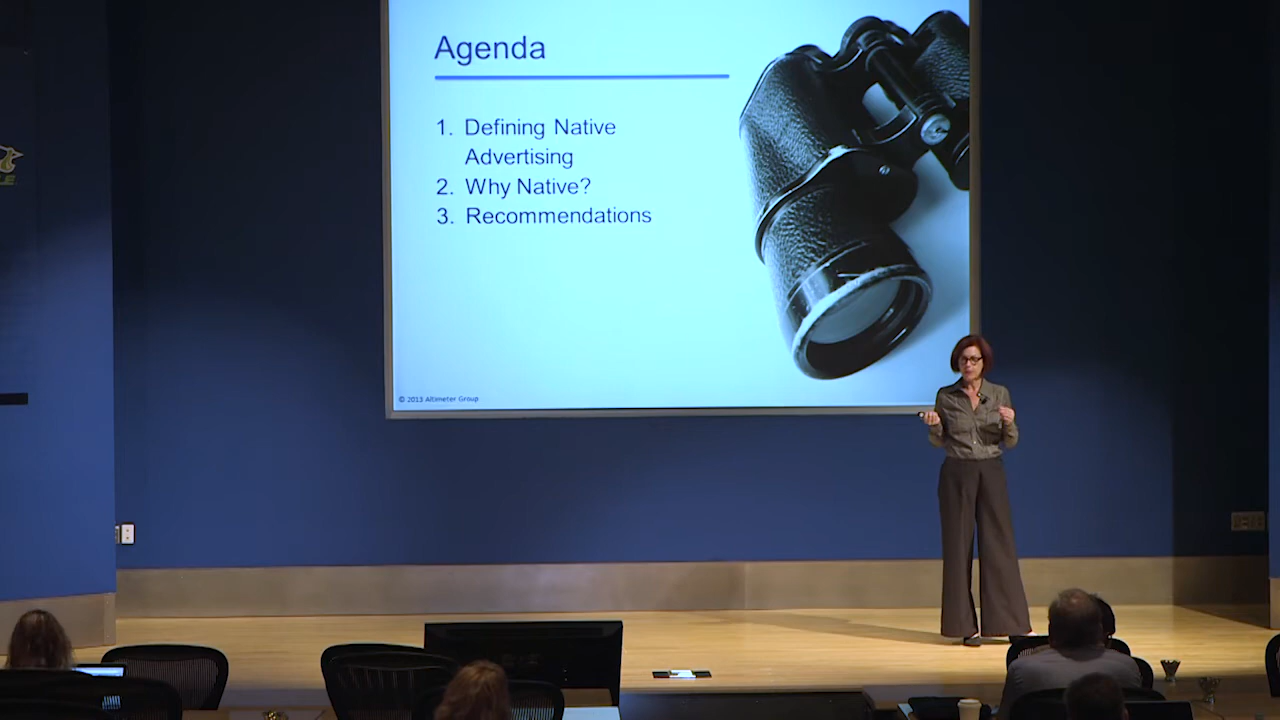 Agenda
1. Defining Native
Advertising
2. Why Native?
3. Recommendations
© 2013 Altimeter Group